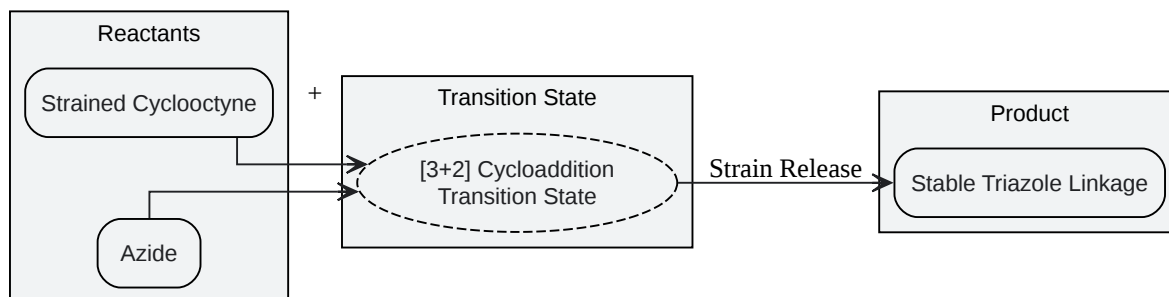 Reactants
Strained Cyclooctyne
Azide
+
Transition State
[3+2] Cycloaddition
Transition State
Strain Release
Product
Stable Triazole Linkage